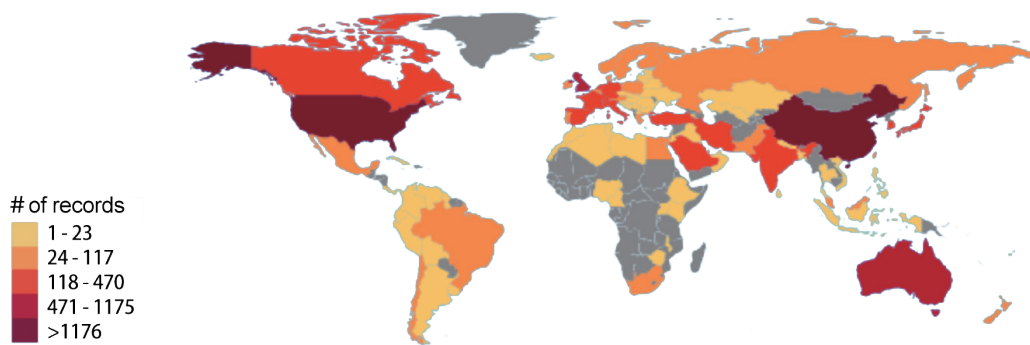 # of records
1 - 23
24 - 117
118 - 470
471 - 1175
>1176